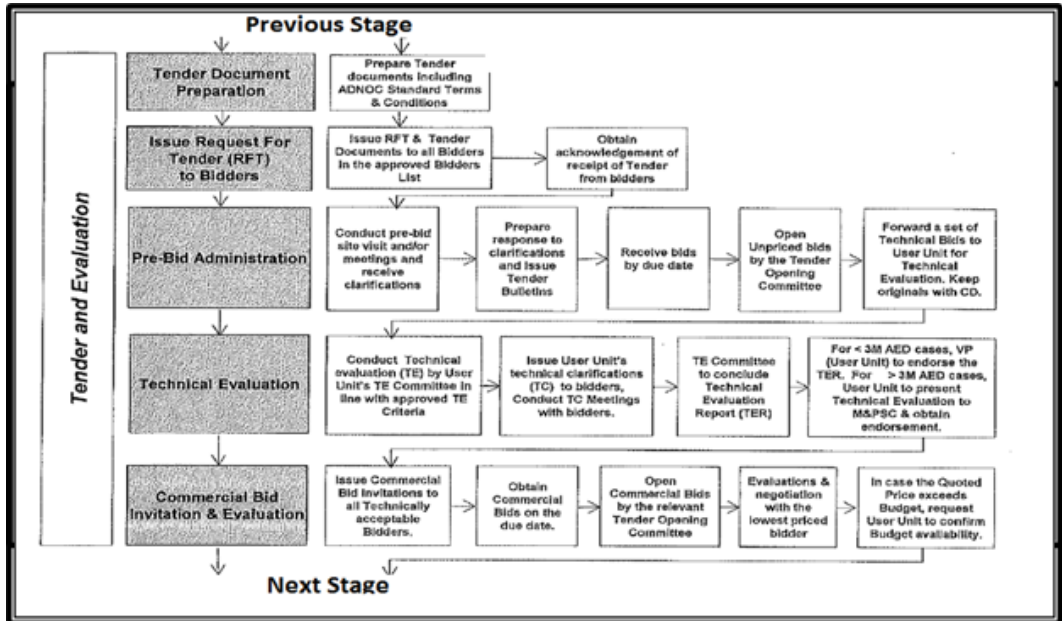 Previous Stage
Tender and Evaluation
Tender Document
Preparation
Prepare Tender
documents including
ADNOC Standard Terms
& Conditions
Issue Request For
Tender (RFT)
to Bidders
Issue RFT & Tender
Documents to all Bidders
In the approved Bidders
List
Obtain
acknowledgement of
receipt of Tender
from bidders
Pre-Bid Administration
Conduct pre-bid
site visit and/or
meetings and
receive
clarifications
Prepare
response to
clarifications
and Issue
Tender
Bulletins
Receive bids
by due date
Open
Unpriced bids
by the Tender
Opening
Committee
Forward a set of
Technical Bids to
User Unit for
Technical
Evaluation. Keep
originals with CD.
Technical Evaluation
Conduct Technical
evaluation (TE) by User
Unit's TE Committee in
line with approved TE
Criteria
Issue User Unit's
technical clarifications
(TC) to bidders,
Conduct TC Meetings
with bidders.
TE Committee
to conclude
Technical
Evaluation
Report (TER)
For < 3M AED cases, VP
(User Unit) to endorse the
TER. For > 3M AED cases,
User Unit to present
Technical Evaluation to
M&PSC & obtain
endorsement.
Commercial Bid
Invitation & Evaluation
Issue Commercial
Bid Invitations to
all Technically
acceptable
Bidders.
Obtain
Commercial
Bids on the
due date.
Open
Commercial Bids
by the relevant
Tender Opening
Committee
Evaluations &
negotiation
with the
lowest priced
bidder
In case the Quoted
Price exceeds
Budget, request
User Unit to confirm
Budget availability.
Next Stage